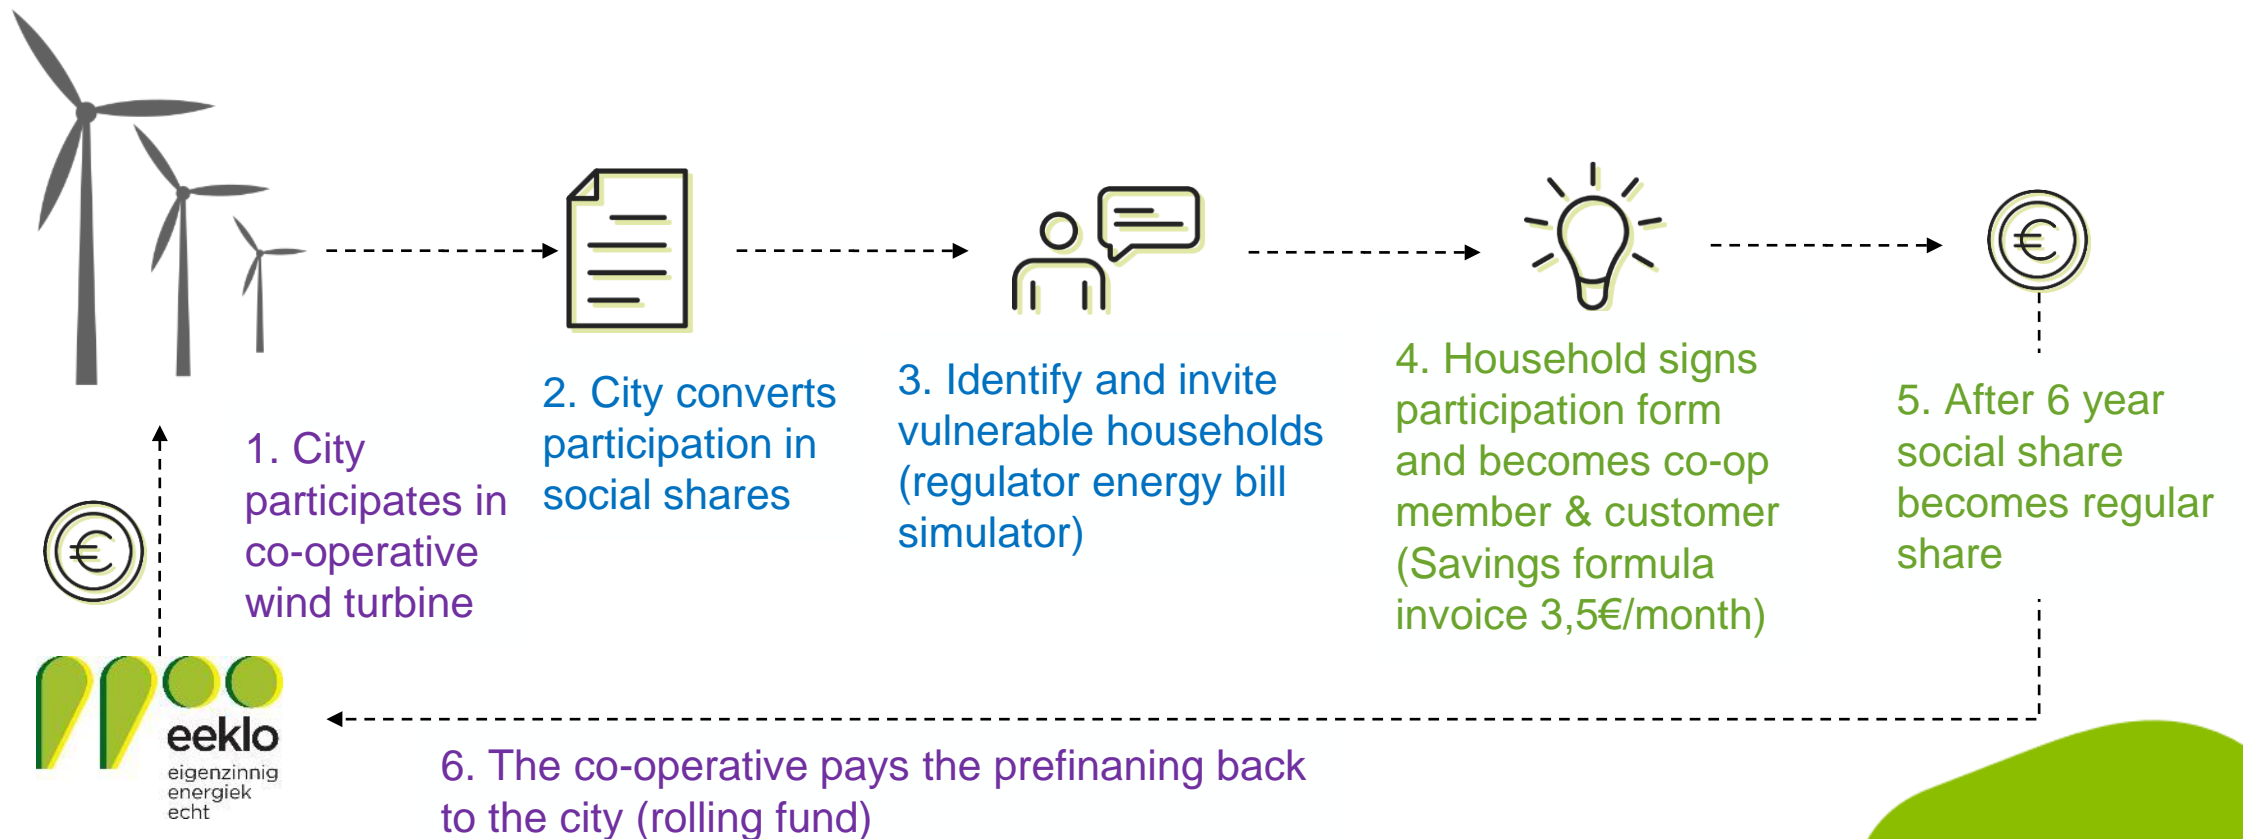 1. City
participates in
co-operative
wind turbine
2. City converts
participation in
social shares
3. Identify and invite
vulnerable households
(regulator energy bill
simulator)
4. Household signs
participation form
and becomes co-op
member & customer
(Savings formula
invoice 3,5€/month)
5. After 6 year
social share
becomes regular
share
6. The co-operative pays the prefinaning back
to the city (rolling fund)
eeklo
eigenzinnig
energiek
echt